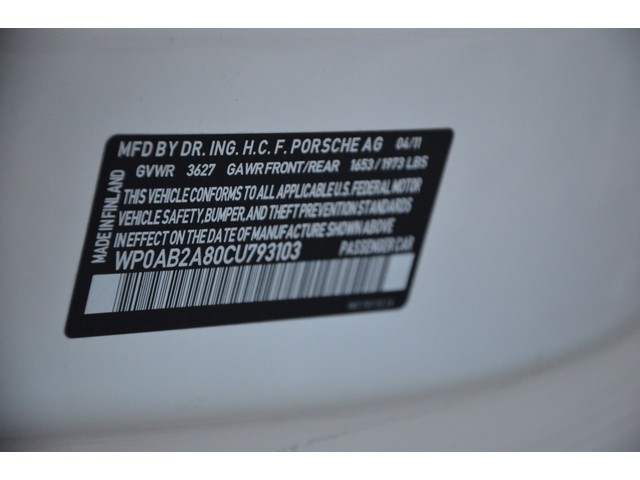 MFD BY DR. ING. H.C. F. PORSCHE AG 04/11
GVWR 3627 GAWR FRONT/REAR 1653/1973 LBS
THIS VEHICLE CONFORMS TO ALL APPLICABLE U.S. FEDERAL MOTOR
VEHICLE SAFETY, BUMPER, AND THEFT PREVENTION STANDARDS
IN EFFECT ON THE DATE OF MANUFACTURE SHOWN ABOVE
WP0AB2A80CU793103 PASSENGER CAR
MADE IN FINLAND